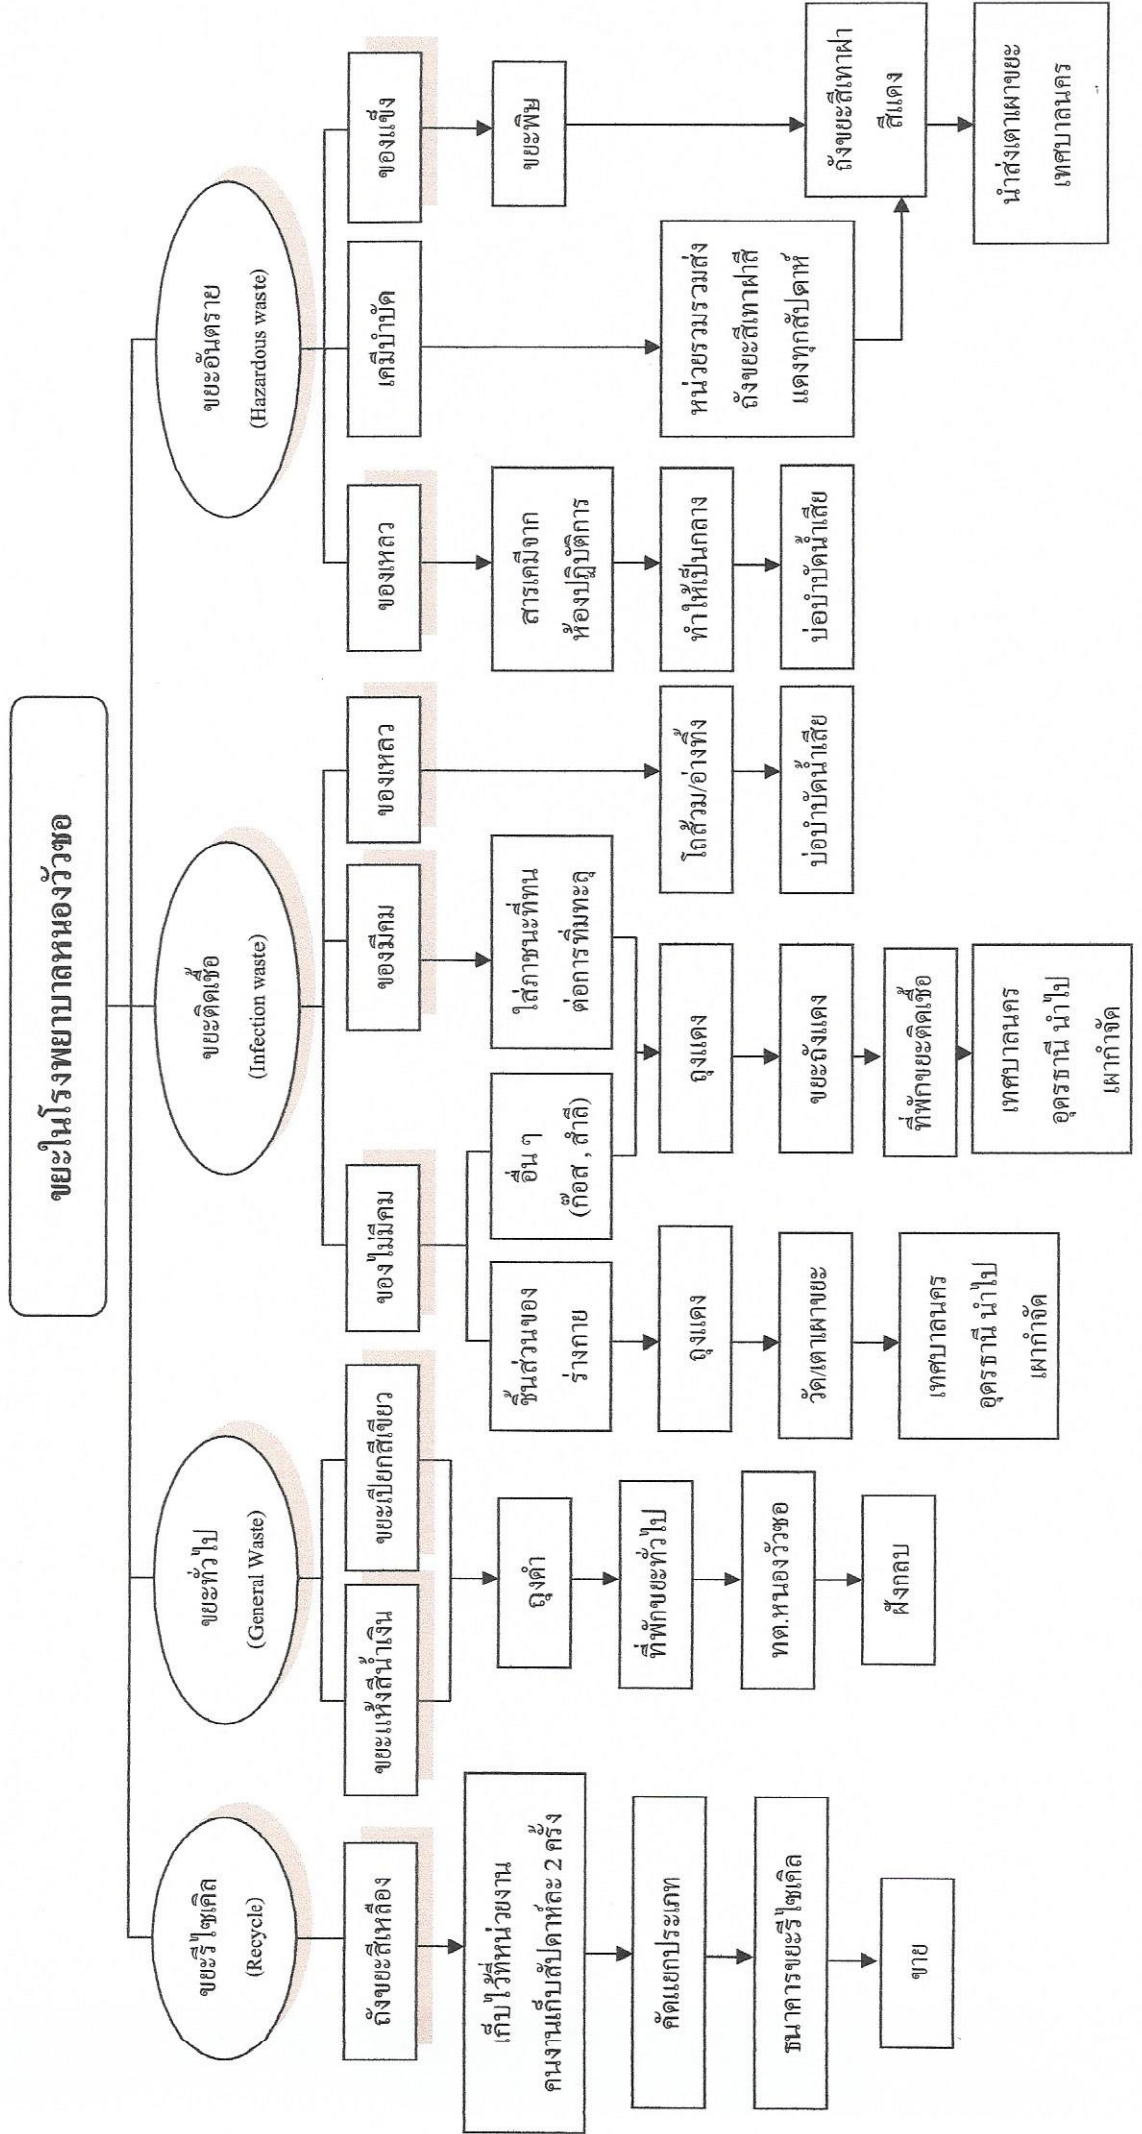 ขยะในโรงพยาบาลหนองวัวซอ
ขยะรีไซเคิล
(Recycle)
ถังขยะสีเหลือง
เก็บไว้ที่หน่วยงาน
คนงานเก็บสัปดาห์ละ 2 ครั้ง
คัดแยกประเภท
ธนาคารขยะรีไซเคิล
ขาย
ขยะทั่วไป
(General Waste)
ขยะแห้งสีน้ำเงิน
ขยะเปียกสีเขียว
ถุงดำ
ที่พักขยะทั่วไป
ทต.หนองวัวซอ
ฝังกลบ
ขยะติดเชื้อ
(Infection waste)
ของไม่มีคม
ชิ้นส่วนของ
ร่างกาย
ถุงแดง
วัด/เตาเผาขยะ
เทศบาลนคร
อุดรธานี นำไป
เผากำจัด
อื่น ๆ
(ก๊อส , สำลี)
ของมีคม
ใส่ภาชนะที่ทน
ต่อการทิ่มทะลุ
ถุงแดง
ขยะถังแดง
ที่พักขยะติดเชื้อ
เทศบาลนคร
อุดรธานี นำไป
เผากำจัด
ของเหลว
โถส้วม/อ่างทิ้ง
บ่อบำบัดน้ำเสีย
ขยะอันตราย
(Hazardous waste)
ของเหลว
สารเคมีจาก
ห้องปฏิบัติการ
ทำให้เป็นกลาง
บ่อบำบัดน้ำเสีย
เคมีบำบัด
หน่วยรวมรวมส่ง
ถังขยะสีเทาฝาสี
แดงทุกสัปดาห์
ของแข็ง
ขยะพิษ
ถังขยะสีเทาฝา
สีแดง
นำส่งเตาเผาขยะ
เทศบาลนคร